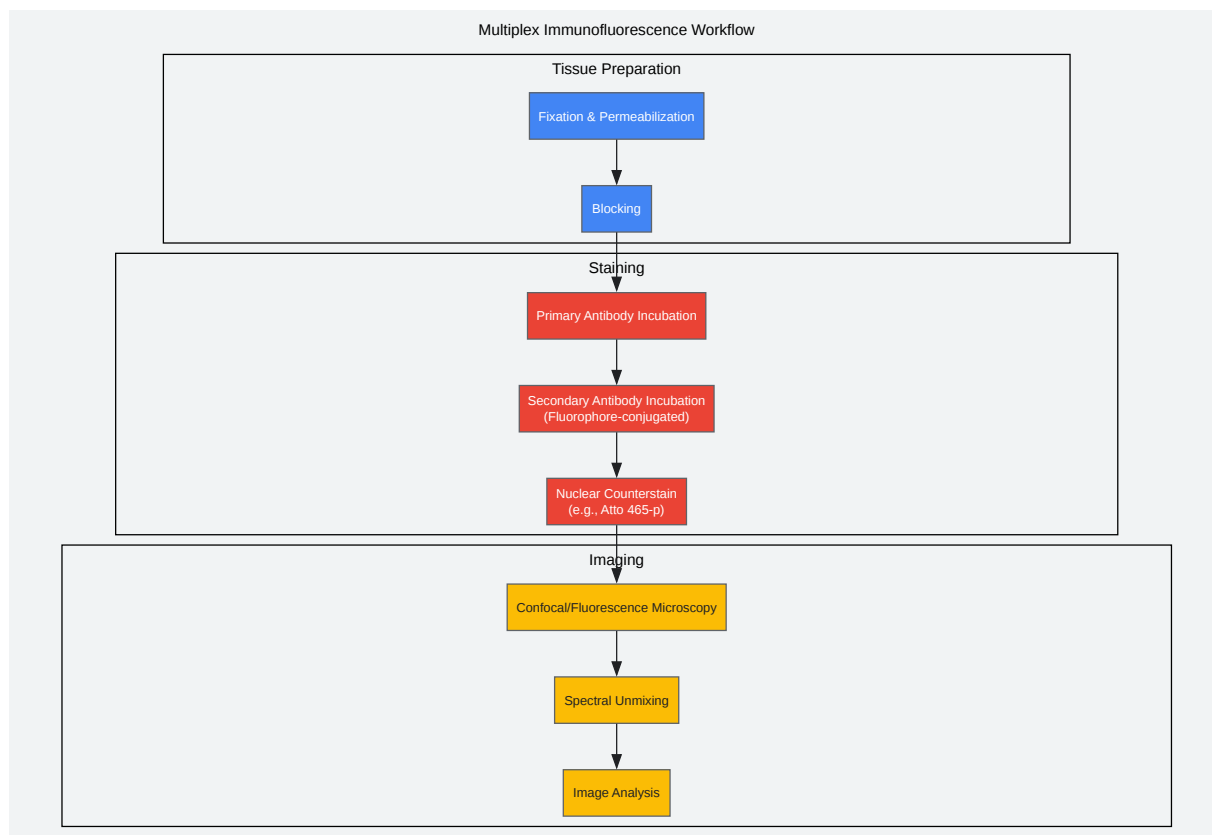 Multiplex Immunofluorescence Workflow
Tissue Preparation
Fixation & Permeabilization
Blocking
Staining
Primary Antibody Incubation
Secondary Antibody Incubation
(Fluorophore-conjugated)
Nuclear Counterstain
(e.g., Atto 465-p)
Imaging
Confocal/Fluorescence Microscopy
Spectral Unmixing
Image Analysis